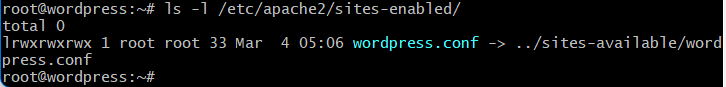 root@wordpress:~# ls -l /etc/apache2/sites-enabled/
total 0
lrwxrwxrwx 1 root root 33 Mar  4 05:06 wordpress.conf -> ../sites-available/word
press.conf
root@wordpress:~#